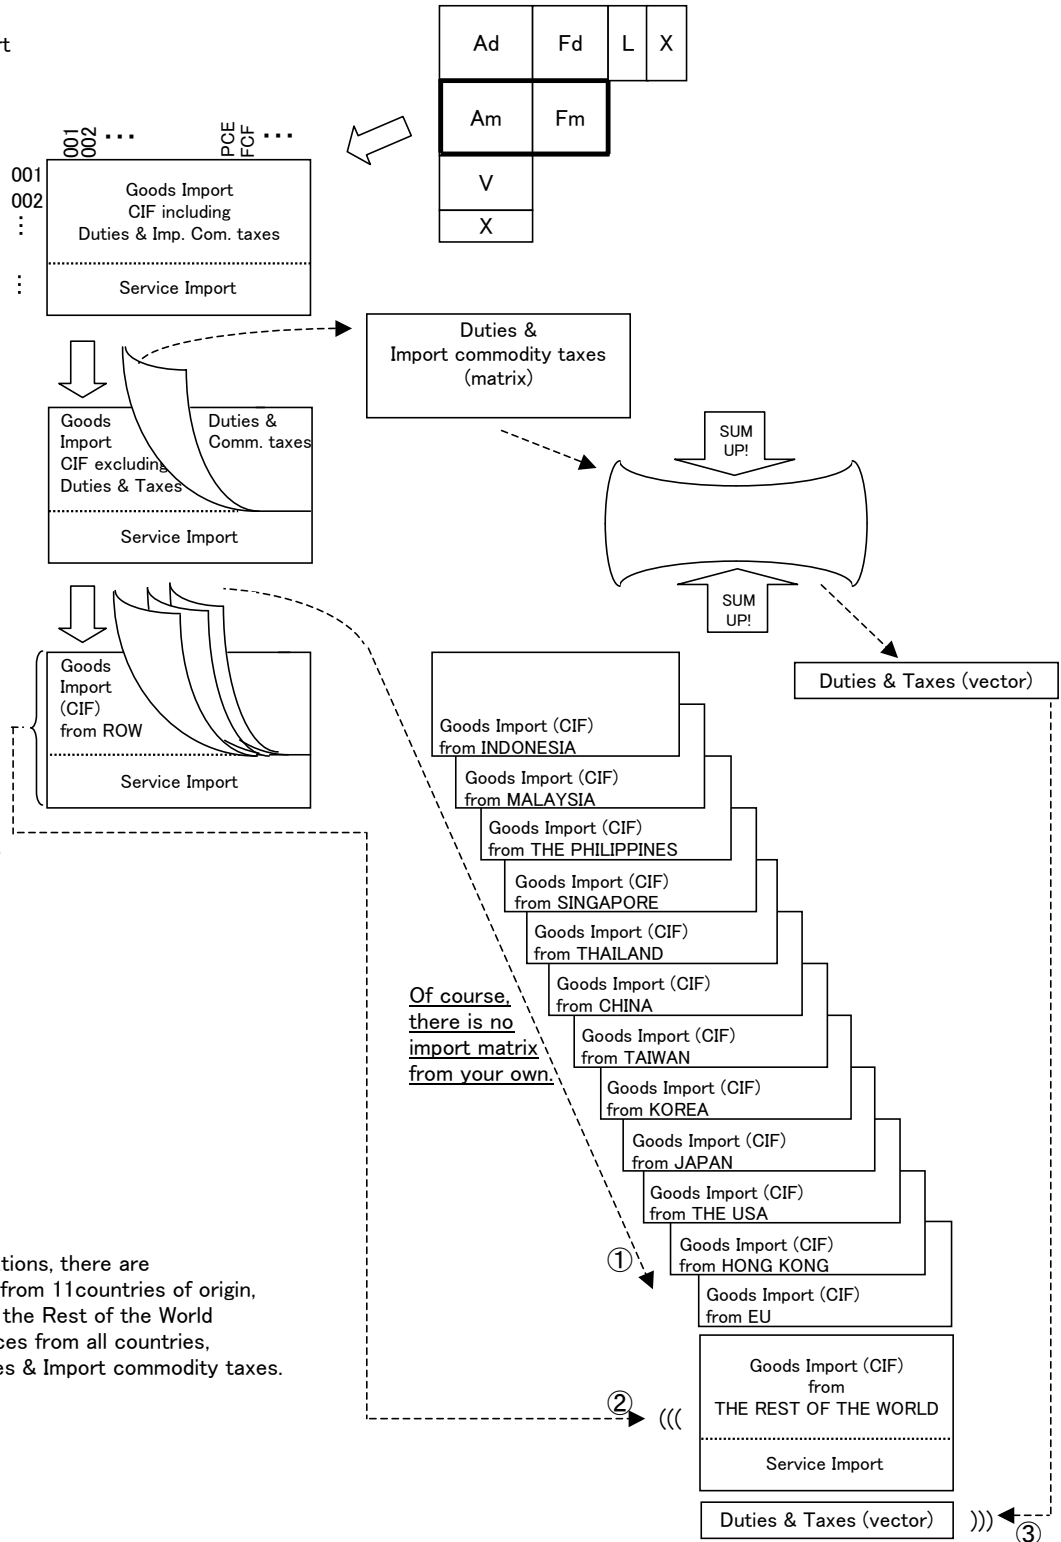 rt
Ad
Fd
L
X
Am
Fm
V
X
001
002
...
PCE
FCF
...
001
002
⋮
⋮
Goods Import
CIF including
Duties & Imp. Com. taxes
Service Import
Duties &
Import commodity taxes
(matrix)
Goods
Import
CIF excluding
Duties & Taxes
Duties &
Comm. taxes
Service Import
SUM
UP!
SUM
UP!
Duties & Taxes (vector)
Goods
Import
(CIF)
from ROW
Service Import
Goods Import (CIF)
from INDONESIA
Goods Import (CIF)
from MALAYSIA
Goods Import (CIF)
from THE PHILIPPINES
Goods Import (CIF)
from SINGAPORE
Goods Import (CIF)
from THAILAND
Goods Import (CIF)
from CHINA
Goods Import (CIF)
from TAIWAN
Goods Import (CIF)
from KOREA
Goods Import (CIF)
from JAPAN
Goods Import (CIF)
from THE USA
Goods Import (CIF)
from HONG KONG
Goods Import (CIF)
from EU
Of course,
there is no
import matrix
from your own.
①
tions, there are
from 11countries of origin,
the Rest of the World
ces from all countries,
es & Import commodity taxes.
②
(((
Goods Import (CIF)
from
THE REST OF THE WORLD
Service Import
Duties & Taxes (vector)
)))
③